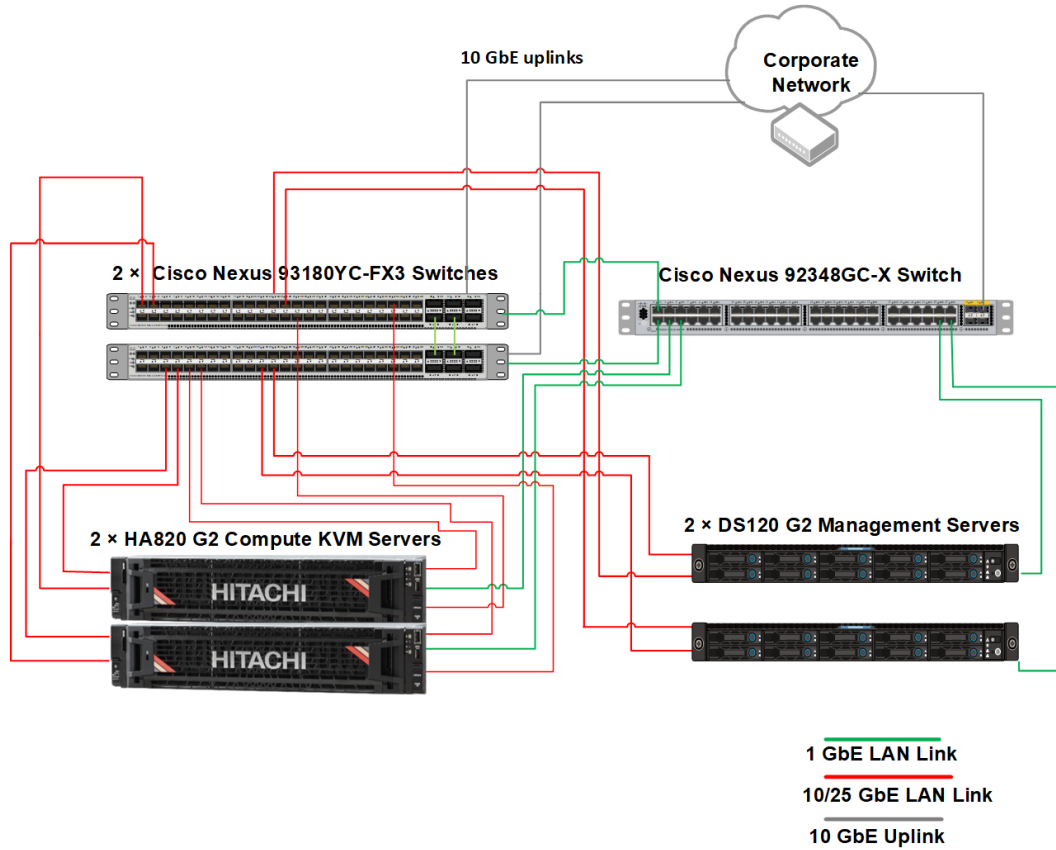 10 GbE uplinks
Corporate
Network
2 × Cisco Nexus 93180YC-FX3 Switches
Cisco Nexus 92348GC-X Switch
2 × HA820 G2 Compute KVM Servers
2 × DS120 G2 Management Servers
HITACHI
HITACHI
1 GbE LAN Link
10/25 GbE LAN Link
10 GbE Uplink